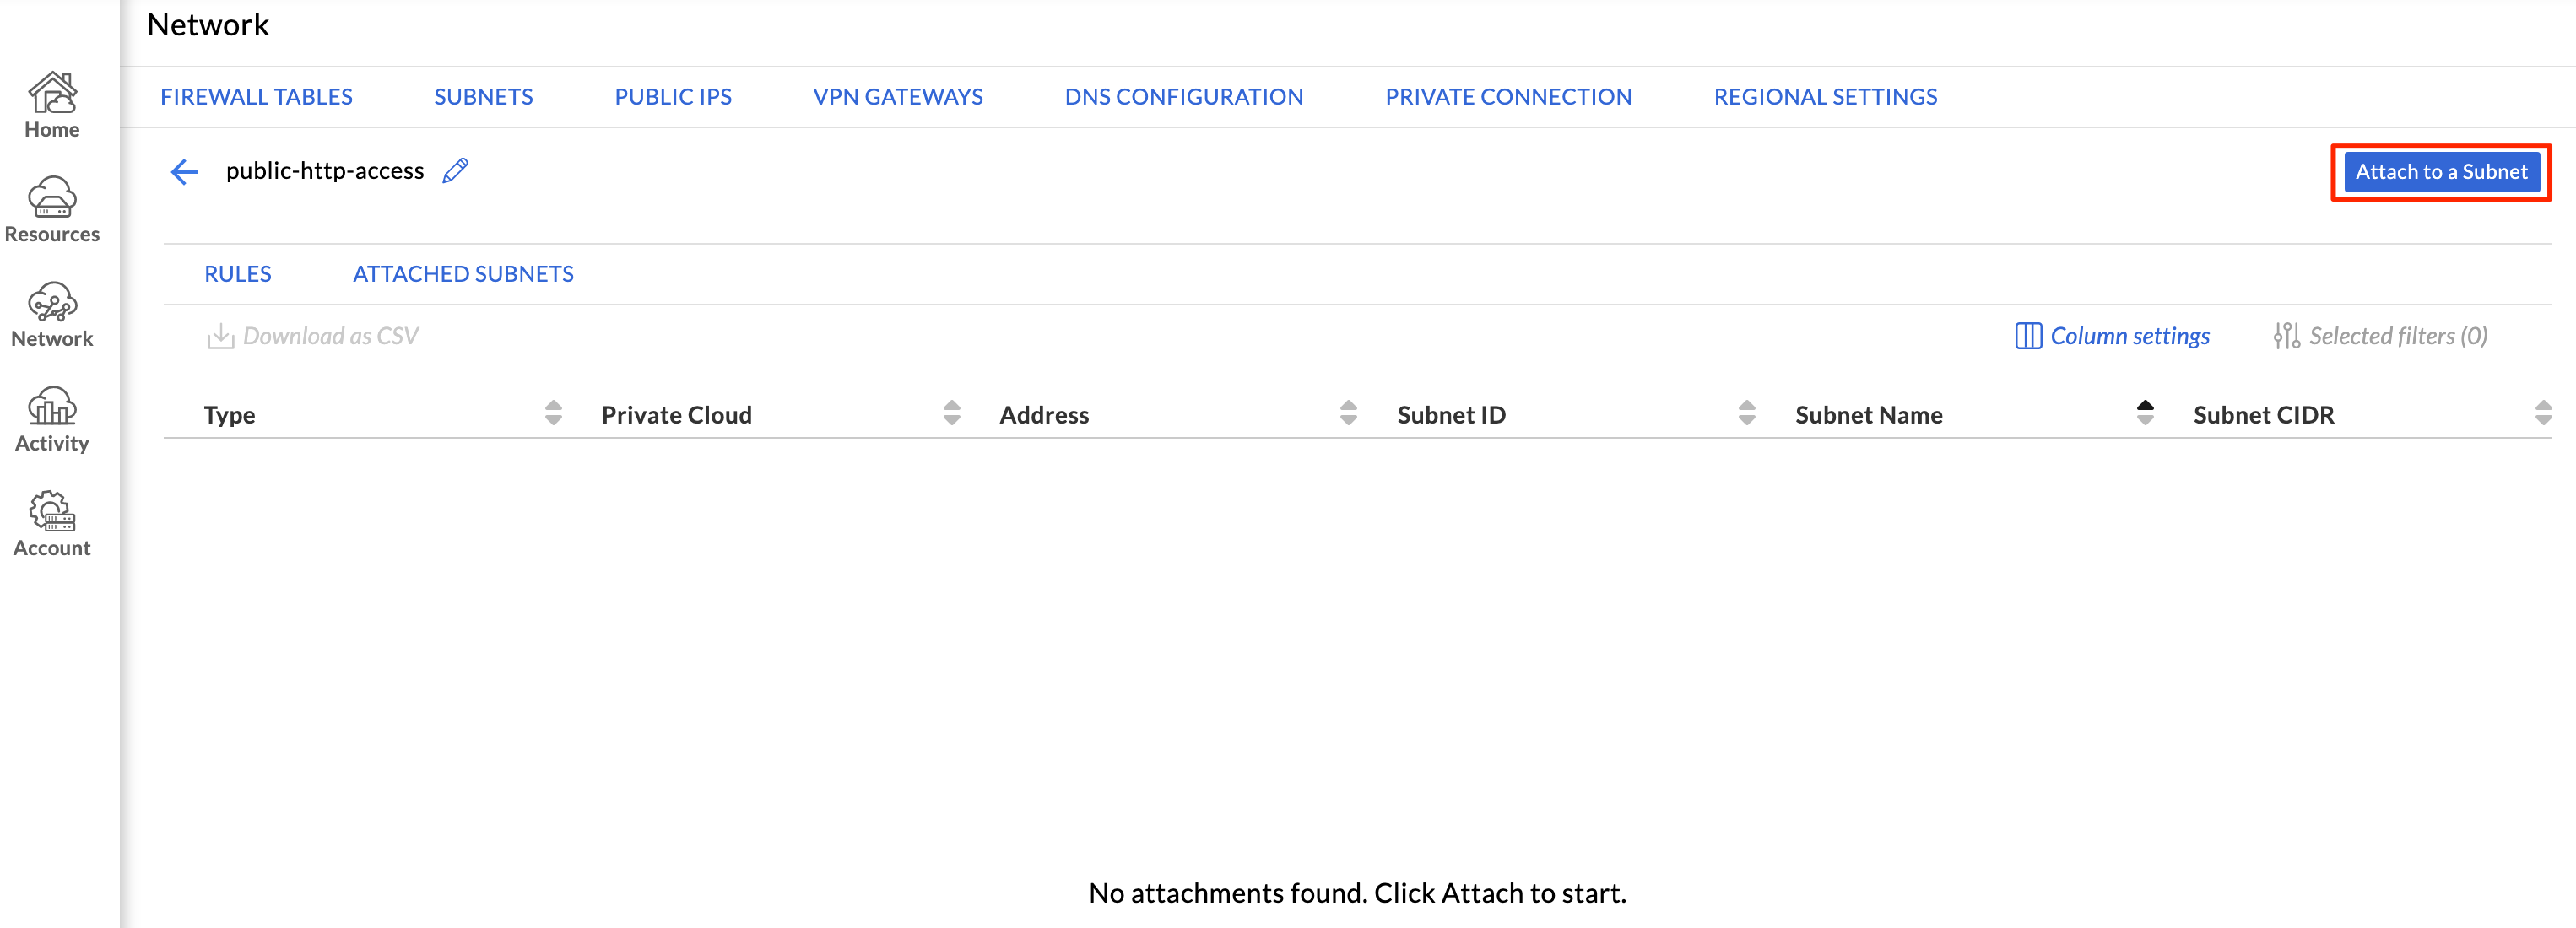 Network
FIREWALL TABLES SUBNETS PUBLIC IPS VPN GATEWAYS DNS CONFIGURATION PRIVATE CONNECTION REGIONAL SETTINGS
Home
Resources
Network
Activity
Account
public-http-access
Attach to a Subnet
RULES ATTACHED SUBNETS
Download as CSV Column settings Selected filters (0)
Type Private Cloud Address Subnet ID Subnet Name Subnet CIDR
No attachments found. Click Attach to start.